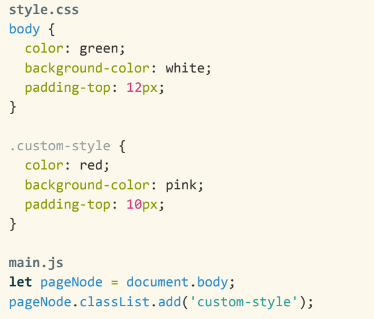 style.css
body {
  color: green;
  background-color: white;
  padding-top: 12px;
}

.custom-style {
  color: red;
  background-color: pink;
  padding-top: 10px;
}

main.js
let pageNode = document.body;
pageNode.classList.add('custom-style');